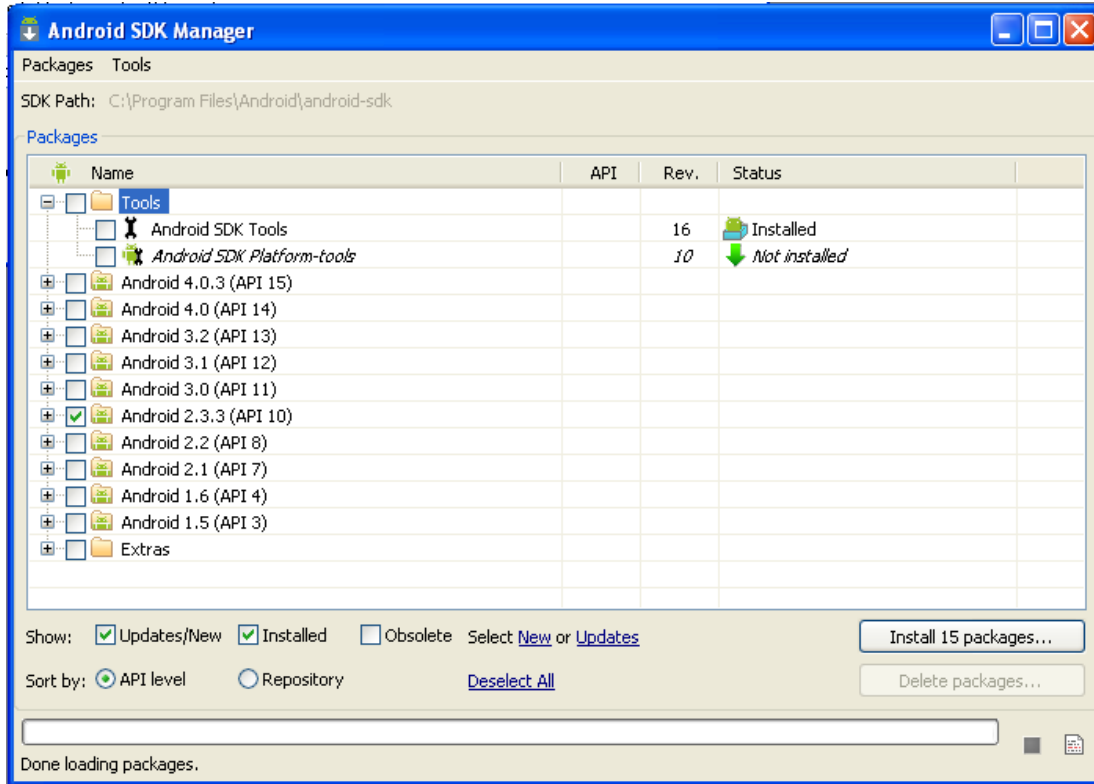 Android SDK Manager
Packages Tools
SDK Path: C:\Program Files\Android\android-sdk
Packages
Name API Rev. Status
Tools
Android SDK Tools 16 Installed
Android SDK Platform-tools 10 Not installed
Android 4.0.3 (API 15)
Android 4.0 (API 14)
Android 3.2 (API 13)
Android 3.1 (API 12)
Android 3.0 (API 11)
Android 2.3.3 (API 10)
Android 2.2 (API 8)
Android 2.1 (API 7)
Android 1.6 (API 4)
Android 1.5 (API 3)
Extras
Show: Updates/New Installed Obsolete Select New or Updates Install 15 packages...
Sort by: API level Repository Deselect All Delete packages...
Done loading packages.